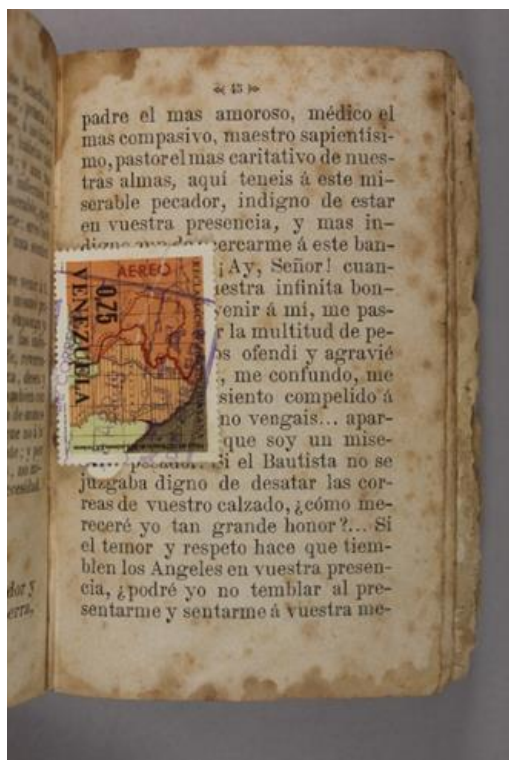 45
padre el mas amoroso, médico el
mas compasivo, maestro sapientísi-
mo, pastor el mas caritativo de nues-
tras almas, aquí teneis á este mi-
serable pecador, indigno de estar
en vuestra presencia, y mas in-
cercarme á este ban-
¡Ay, Señor! cuan-
infinita bon-
venir á mí, me pas-
la multitud de pe-
ofendi y agravié
me confundo, me
siento compelido á
no vengais... apar-
que soy un mise-
el Bautista no se
juzgaba digno de desatar las cor-
reas de vuestro calzado, ¿cómo me-
receré yo tan grande honor?... Si
el temor y respeto hace que tiem-
blen los Angeles en vuestra presen-
cia, ¿podré yo no temblar al pre-
sentarme y sentarme á vuestra me-
AEREO
0,75
VENEZUELA